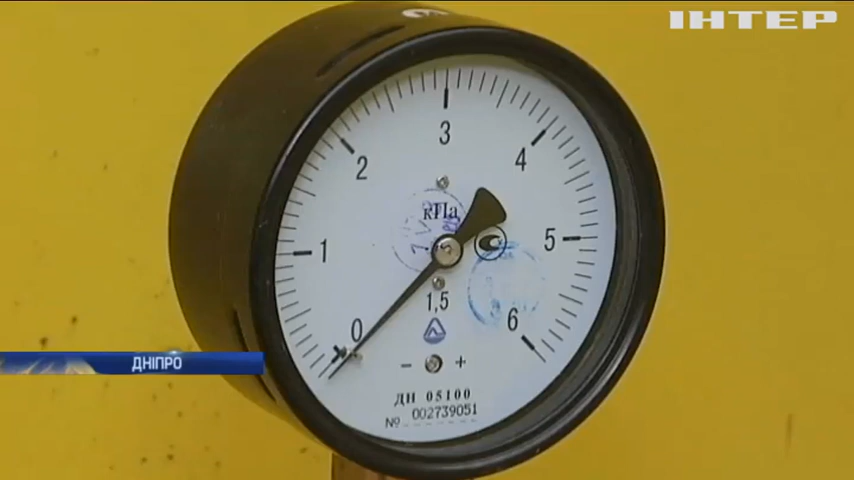 ІНТЕР
3
2
4
кПа
1
5
1,5
0
6
ДНІПРО
− +
ДН 05100
№ 002739051